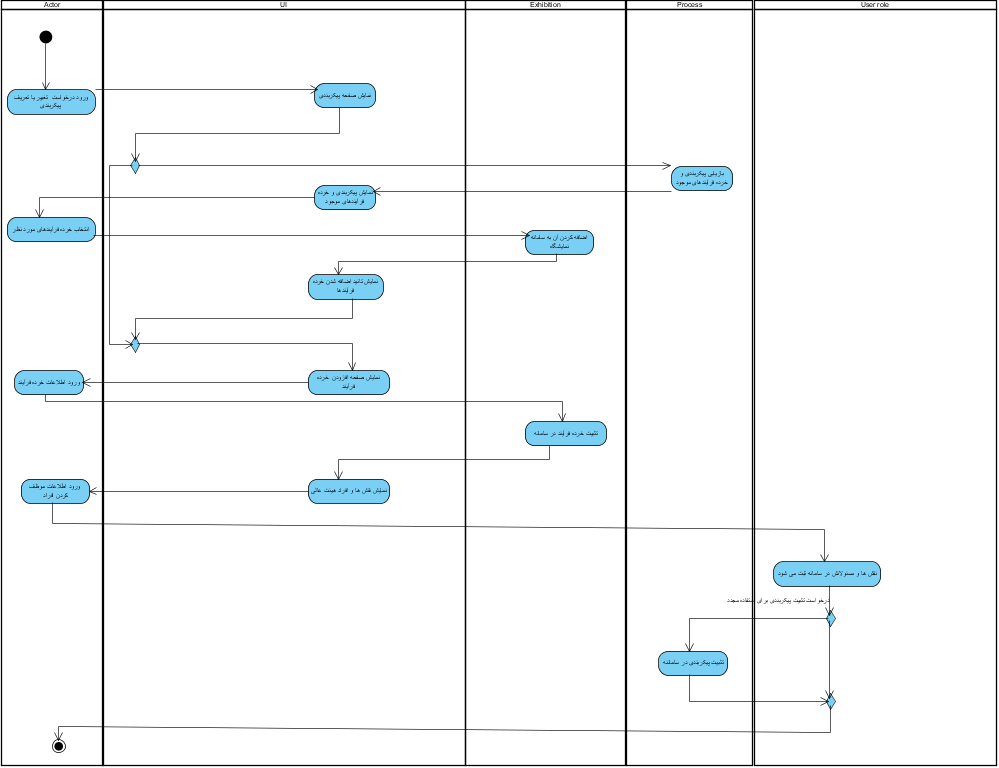 Actor
UI
Exhibition
Process
User role
ورود درخواست تغییر یا تعریف
پیکربندی
نمایش صفحه پیکربندی
بازیابی پیکربندی و
خرده فرآیندهای موجود
نمایش پیکربندی و خرده
فرآیندهای موجود
انتخاب خرده فرآیندهای مورد نظر
اضافه کردن آن به سامانه
نمایشگاه
نمایش تائید اضافه شدن خرده
فرآیندها
نمایش صفحه افزودن خرده
فرآیند
ورود اطلاعات خرده فرآیند
تثبیت خرده فرآیند در سامانه
نمایش نقش ها و افراد هیئت علمی
ورود اطلاعات موظف
کردن افراد
نقش ها و مسئولانش در سامانه ثبت می شود
درخواست تثبیت پیکربندی برای استفاده مجدد
تثبیت پیکربندی در سامانه